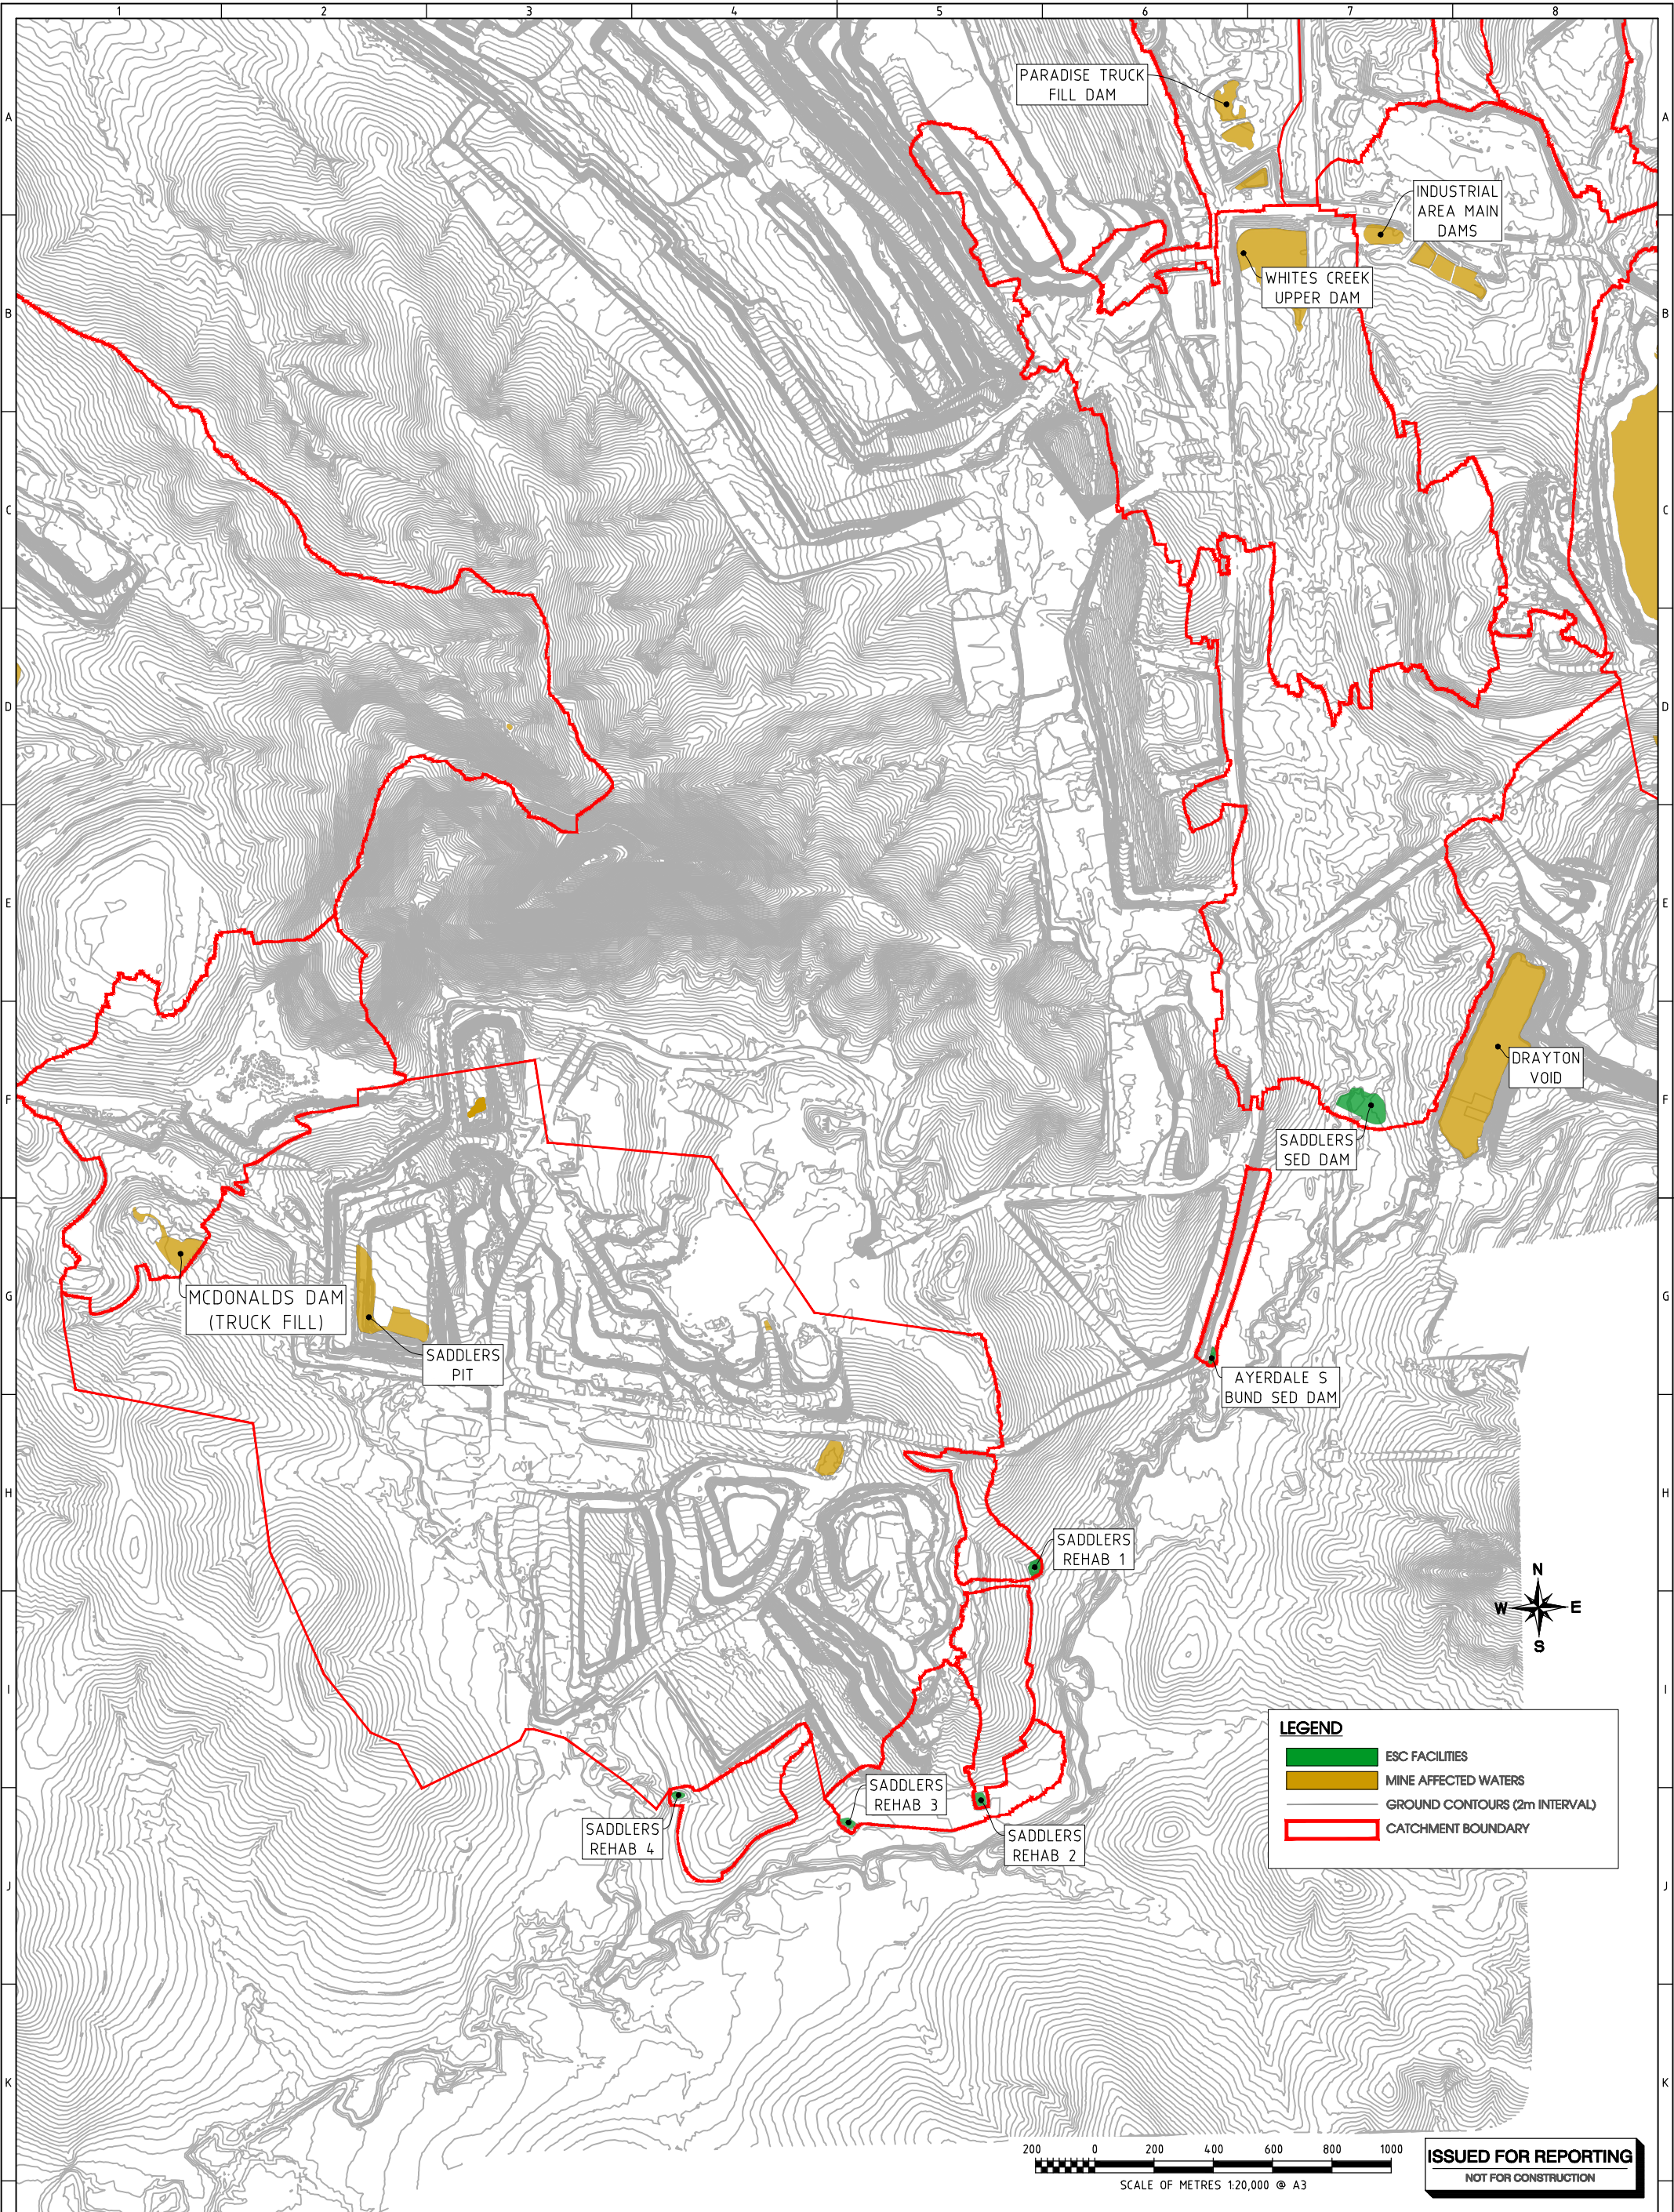 1 2 3 4 5 6 7 8
A A
PARADISE TRUCK
FILL DAM
INDUSTRIAL
AREA MAIN
DAMS
WHITES CREEK
UPPER DAM
B B
C C
D D
E E
DRAYTON
VOID
F F
SADDLERS
SED DAM
MCDONALDS DAM
(TRUCK FILL)
G G
SADDLERS
PIT
AYERDALE S
BUND SED DAM
H H
SADDLERS
REHAB 1
N
W E
S
I I
LEGEND
ESC FACILITIES
MINE AFFECTED WATERS
GROUND CONTOURS (2m INTERVAL)
CATCHMENT BOUNDARY
SADDLERS
REHAB 3
SADDLERS
REHAB 4
SADDLERS
REHAB 2
J J
K K
200 0 200 400 600 800 1000
SCALE OF METRES 1:20,000 @ A3
ISSUED FOR REPORTING
NOT FOR CONSTRUCTION